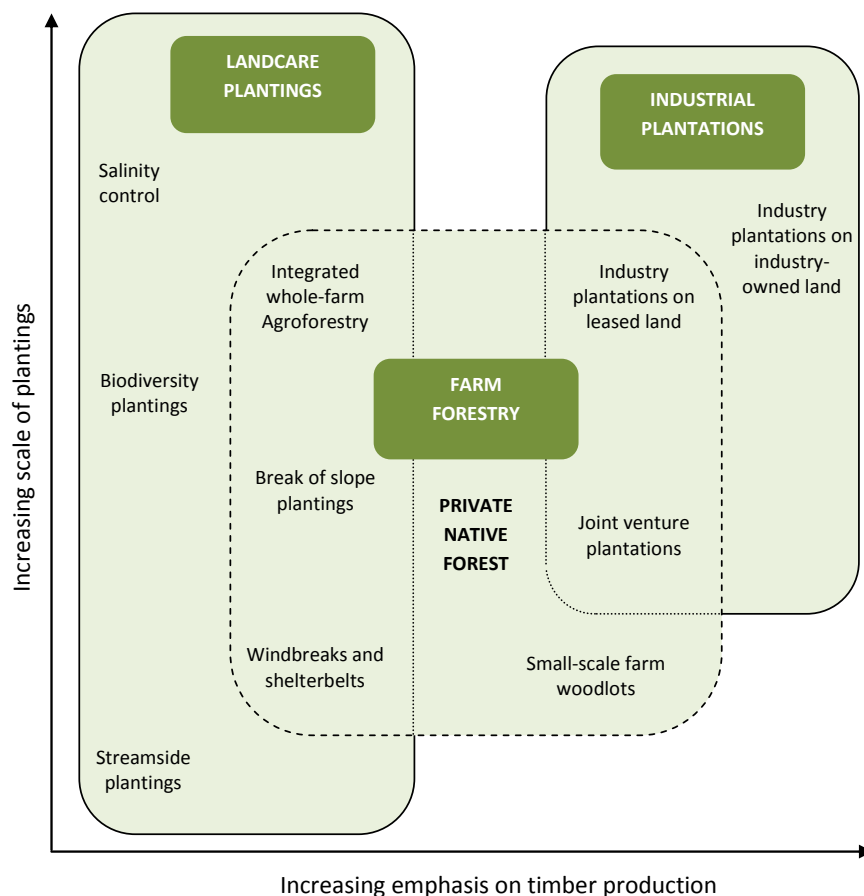 LANDCARE
PLANTINGS
INDUSTRIAL
PLANTATIONS
Salinity
control
Industry
plantations on
industry-
owned land
Integrated
whole-farm
Agroforestry
Industry
plantations on
leased land
Biodiversity
plantings
FARM
FORESTRY
Break of slope
plantings
PRIVATE
NATIVE
FOREST
Joint venture
plantations
Windbreaks and
shelterbelts
Small-scale farm
woodlots
Streamside
plantings
Increasing scale of plantings
Increasing emphasis on timber production